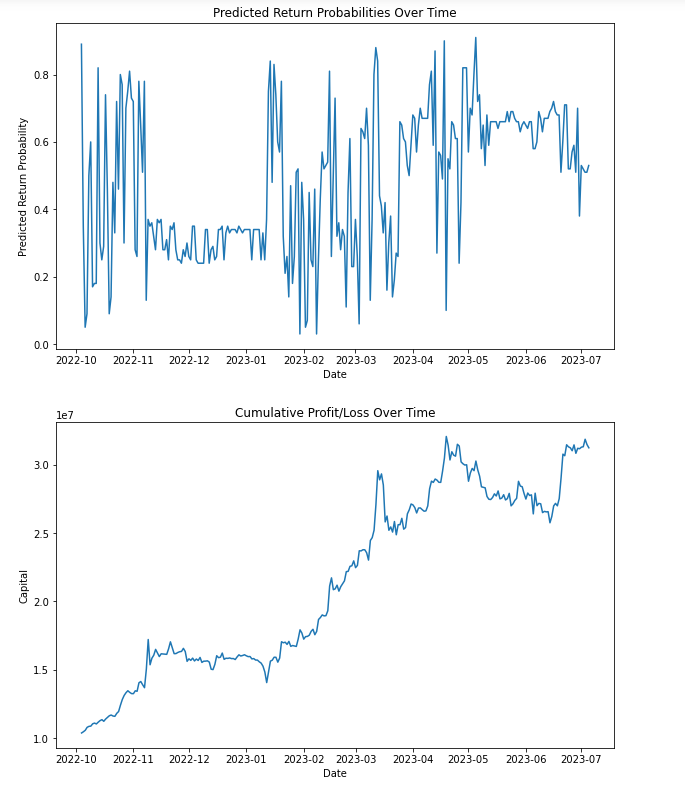 Predicted Return Probabilities Over Time
Predicted Return Probability
0.8
0.6
0.4
0.2
0.0
2022-10 2022-11 2022-12 2023-01 2023-02 2023-03 2023-04 2023-05 2023-06 2023-07
Date
Cumulative Profit/Loss Over Time
1e7
Capital
3.0
2.5
2.0
1.5
1.0
2022-10 2022-11 2022-12 2023-01 2023-02 2023-03 2023-04 2023-05 2023-06 2023-07
Date